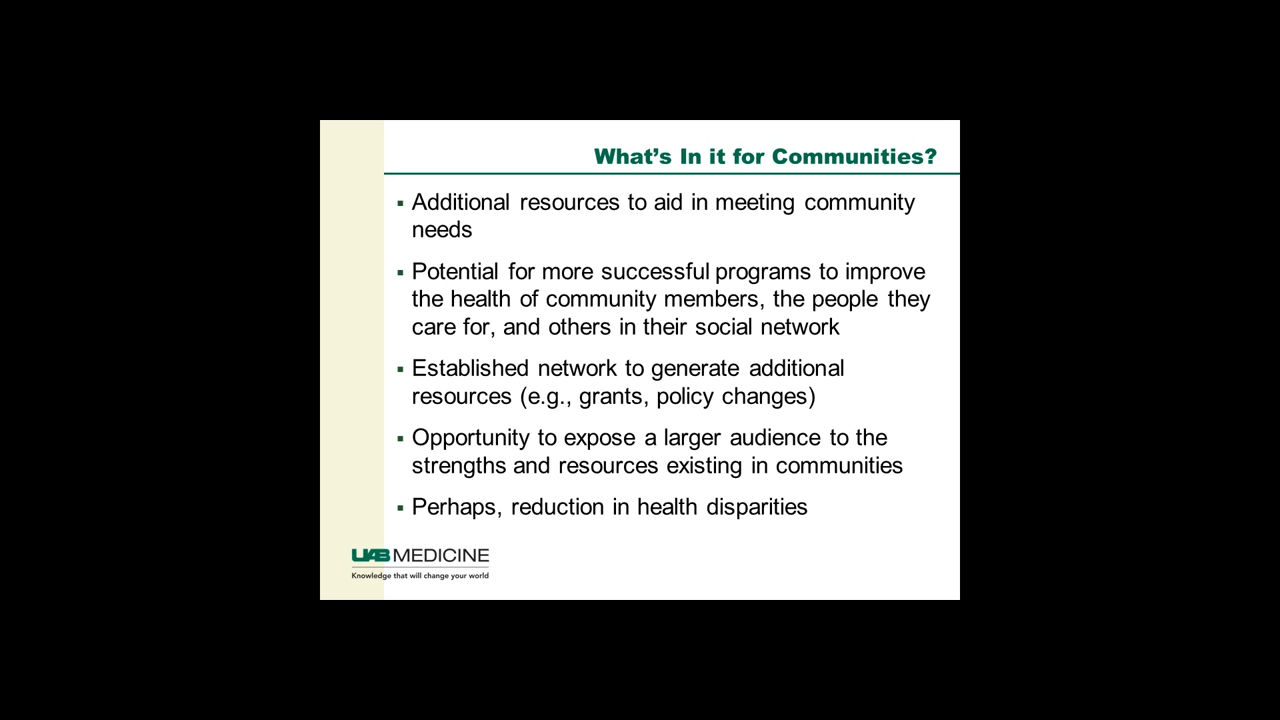 What's In it for Communities?
▪ Additional resources to aid in meeting community
needs
▪ Potential for more successful programs to improve
the health of community members, the people they
care for, and others in their social network
▪ Established network to generate additional
resources (e.g., grants, policy changes)
▪ Opportunity to expose a larger audience to the
strengths and resources existing in communities
▪ Perhaps, reduction in health disparities
UAB MEDICINE
Knowledge that will change your world